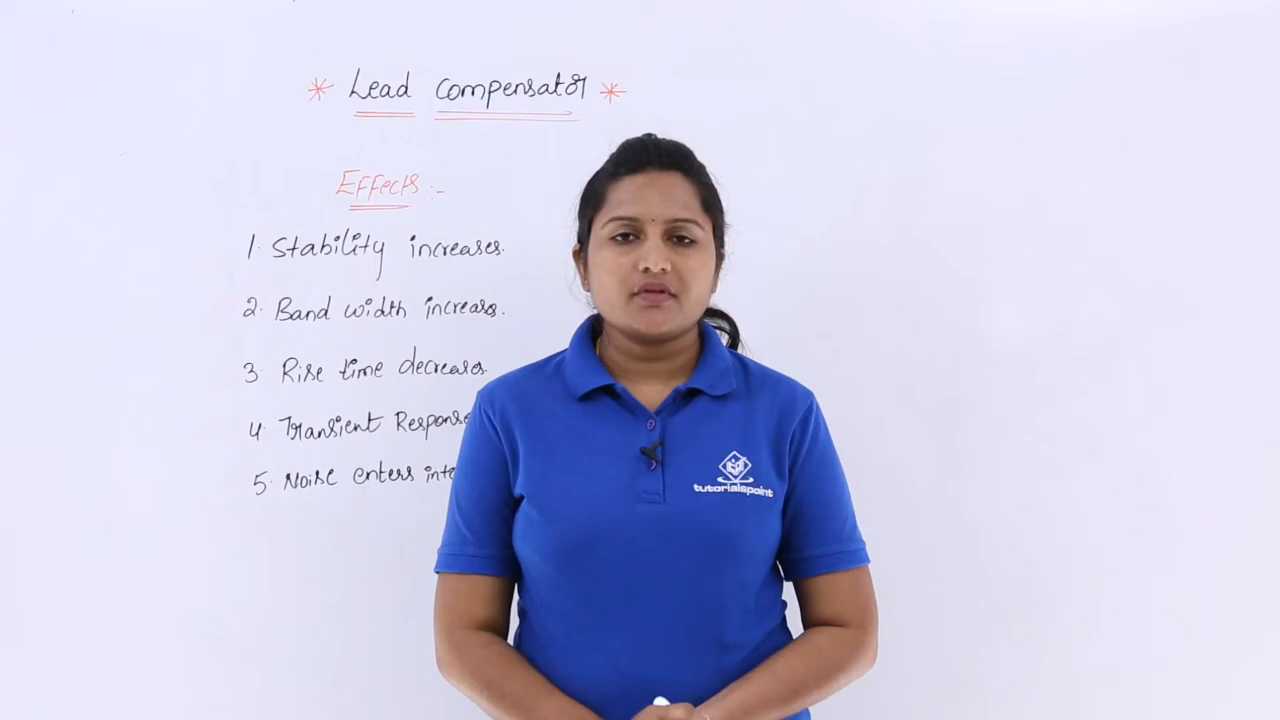 * Lead Compensator *
Effects :-
1. Stability increases.
2. Band width increases.
3. Rise time decreases.
4. Transient Response
5. Noise enters into
tutorialspoint